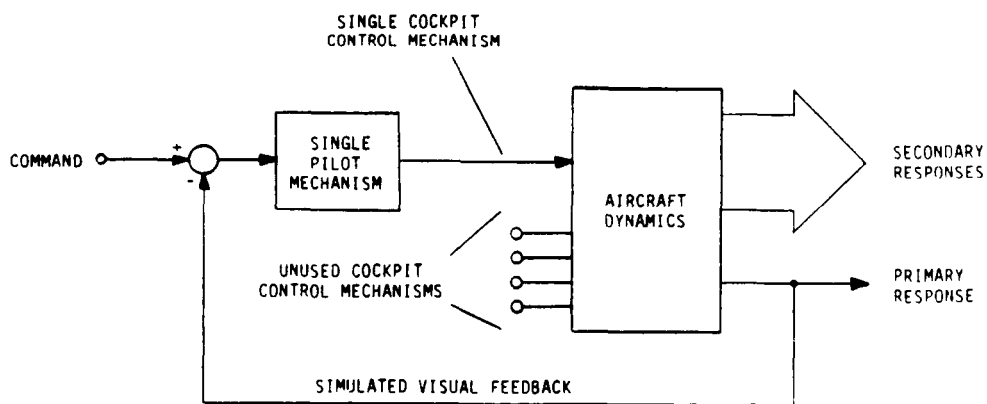 SINGLE COCKPIT
CONTROL MECHANISM
COMMAND
+
-
SINGLE
PILOT
MECHANISM
AIRCRAFT
DYNAMICS
SECONDARY
RESPONSES
UNUSED COCKPIT
CONTROL MECHANISMS
PRIMARY
RESPONSE
SIMULATED VISUAL FEEDBACK